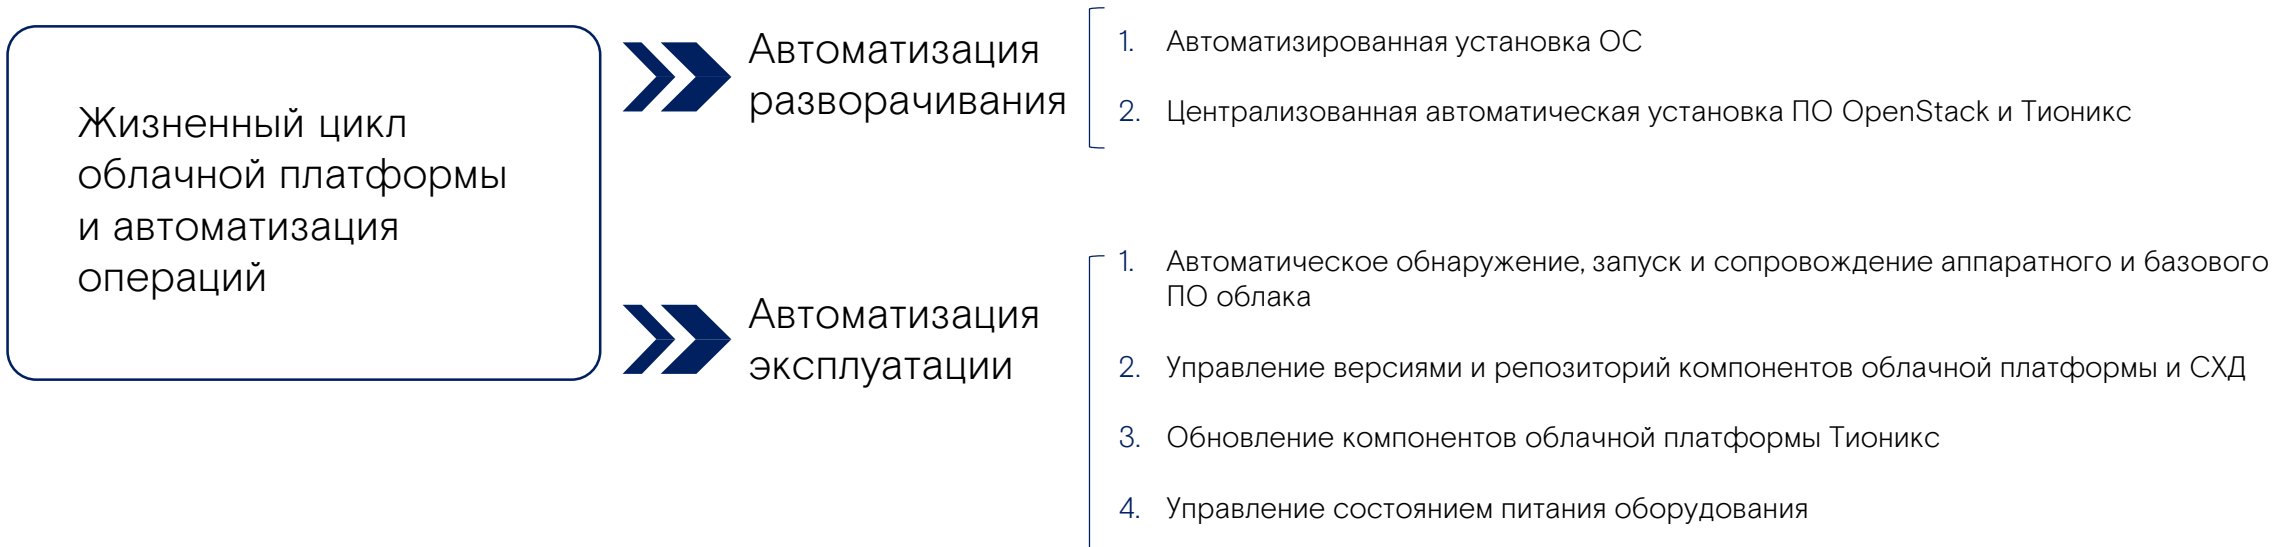 Жизненный цикл
облачной платформы
и автоматизация
операций
Автоматизация
разворачивания
1. Автоматизированная установка ОС
2. Централизованная автоматическая установка ПО OpenStack и Тионикс
Автоматизация
эксплуатации
1. Автоматическое обнаружение, запуск и сопровождение аппаратного и базового
ПО облака
2. Управление версиями и репозиторий компонентов облачной платформы и СХД
3. Обновление компонентов облачной платформы Тионикс
4. Управление состоянием питания оборудования